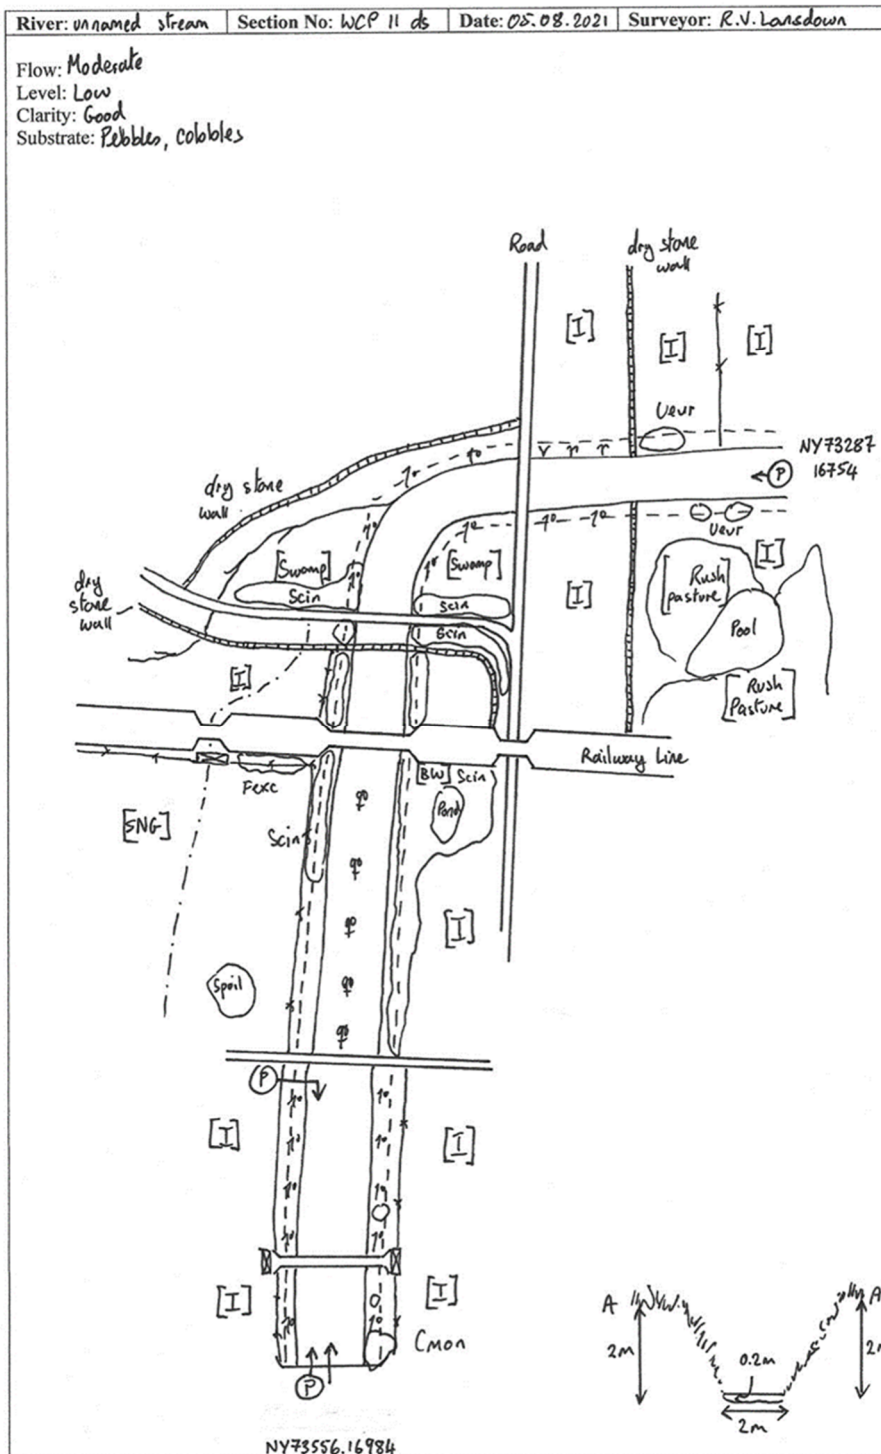 River: unnamed stream Section No: WCP 11 ds Date: 05.08.2021 Surveyor: R.V. Lansdown
Flow: Moderate
Level: Low
Clarity: Good
Substrate: Pebbles, cobbles
Road
dry stone
wall
[I]
[I]
[I]
Ueur
NY73287
16754
P
dry stone
wall
Ueur
[Swamp]
[Swamp]
[I]
Scin
Scin
[I]
[Rush
pasture]
dry
stone
wall
Scin
Pool
[I]
[Rush
Pasture]
Railway Line
Fexc
[BW] Scin
[SNG]
Scin
Pond
[I]
Spoil
P
[I]
[I]
[I]
[I]
Cmon
P
NY73556.16984
A
A
2m
0.2m
2m
2m